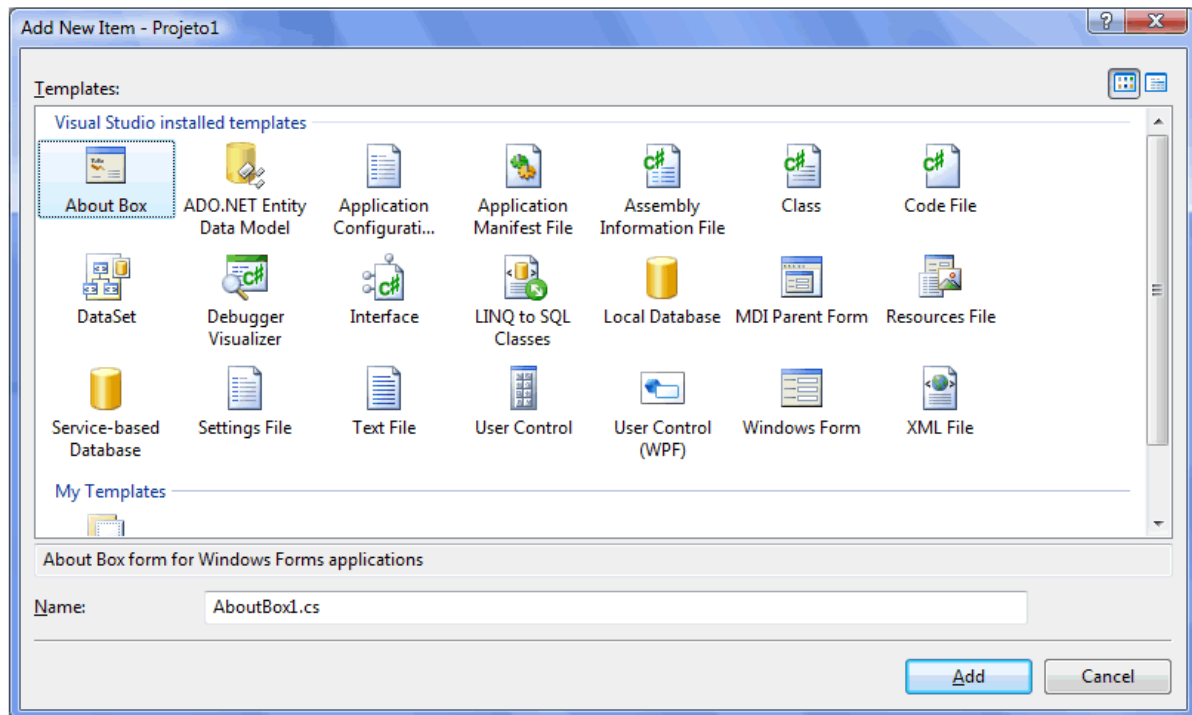 Add New Item - Projeto1
Templates:
Visual Studio installed templates
About Box
ADO.NET Entity
Data Model
Application
Configurati...
Application
Manifest File
Assembly
Information File
Class
Code File
DataSet
Debugger
Visualizer
Interface
LINQ to SQL
Classes
Local Database
MDI Parent Form
Resources File
Service-based
Database
Settings File
Text File
User Control
User Control
(WPF)
Windows Form
XML File
My Templates
About Box form for Windows Forms applications
Name:
AboutBox1.cs
Add
Cancel